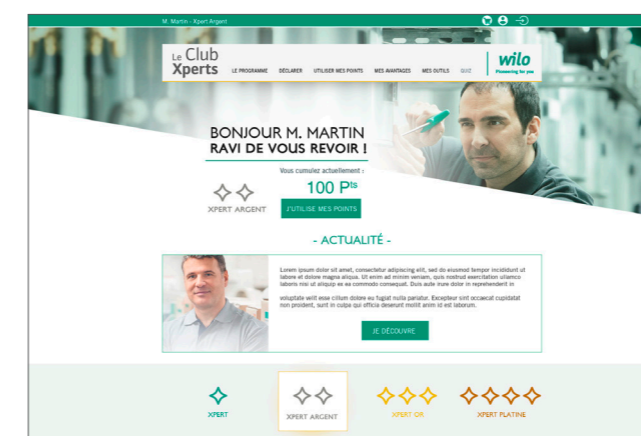 M. Martin - Xpert Argent
Le Club
Xperts
LE PROGRAMME DÉCLARER UTILISER MES POINTS MES AVANTAGES MES OUTILS QUIZ
wilo
Pioneering for you
BONJOUR M. MARTIN
RAVI DE VOUS REVOIR !
Vous cumulez actuellement :
100 Pts
XPERT ARGENT
J'UTILISE MES POINTS
- ACTUALITÉ -
Lorem ipsum dolor sit amet, consectetur adipiscing elit, sed do eiusmod tempor incididunt ut
labore et dolore magna aliqua. Ut enim ad minim veniam, quis nostrud exercitation ullamco
laboris nisi ut aliquip ex ea commodo consequat. Duis aute irure dolor in reprehenderit in
voluptate velit esse cillum dolore eu fugiat nulla pariatur. Excepteur sint occaecat cupidatat
non proident, sunt in culpa qui officia deserunt mollit anim id est laborum.
JE DÉCOUVRE
XPERT
XPERT ARGENT
XPERT OR
XPERT PLATINE